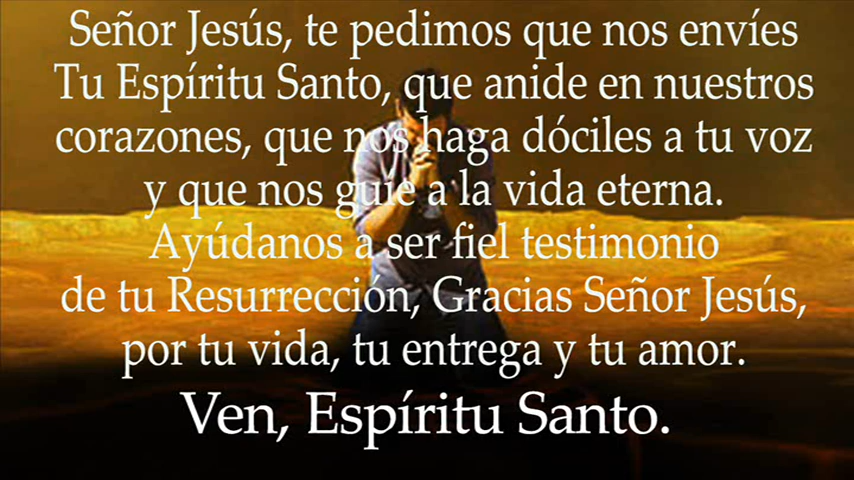 Señor Jesús, te pedimos que nos envíes
Tu Espíritu Santo, que anide en nuestros
corazones, que nos haga dóciles a tu voz
y que nos guíe a la vida eterna.
Ayúdanos a ser fiel testimonio
de tu Resurrección, Gracias Señor Jesús,
por tu vida, tu entrega y tu amor.
Ven, Espíritu Santo.